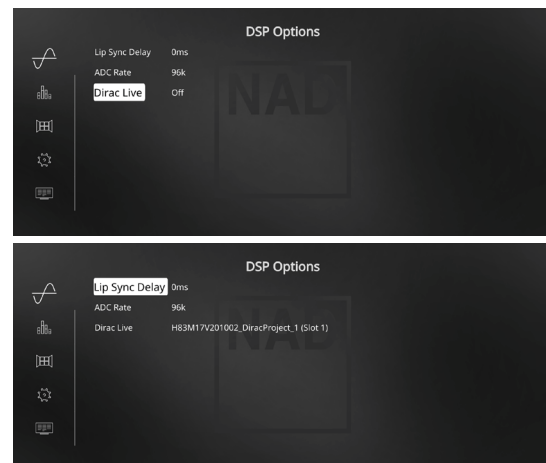 DSP Options
Lip Sync Delay 0ms
ADC Rate 96k
Dirac Live Off
NAD
DSP Options
Lip Sync Delay 0ms
ADC Rate 96k
Dirac Live H83M17V201002_DiracProject_1 (Slot 1)
NAD